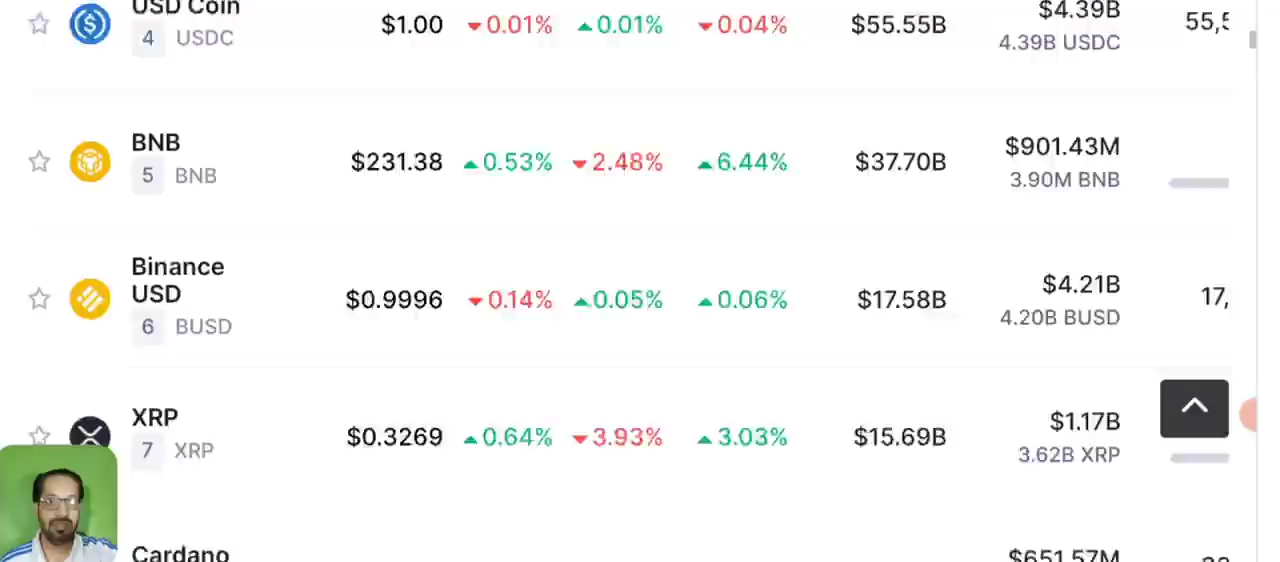 USD Coin
4 USDC
$1.00 0.01% 0.01% 0.04% $55.55B
$4.39B
4.39B USDC
BNB
5 BNB
$231.38 0.53% 2.48% 6.44% $37.70B
$901.43M
3.90M BNB
Binance
USD
6 BUSD
$0.9996 0.14% 0.05% 0.06% $17.58B
$4.21B
4.20B BUSD
17,
XRP
7 XRP
$0.3269 0.64% 3.93% 3.03% $15.69B
$1.17B
3.62B XRP
Cardano
$651.57M